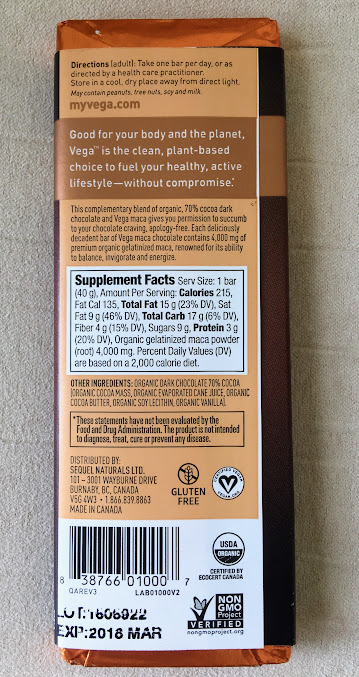 Directions (adult): Take one bar per day, or as
directed by a health care practitioner.
Store in a cool, dry place away from direct light.
May contain peanuts, tree nuts, soy and milk.
myvega.com
Good for your body and the planet,
Vega™ is the clean, plant-based
choice to fuel your healthy, active
lifestyle—without compromise.*
This complementary blend of organic, 70% cocoa dark
chocolate and Vega maca gives you permission to succumb
to your chocolate craving, apology-free. Each deliciously
decadent bar of Vega maca chocolate contains 4,000 mg of
premium organic gelatinized maca, renowned for its ability
to balance, invigorate and energize.
Supplement Facts Serv Size: 1 bar
(40 g), Amount Per Serving: Calories 215,
Fat Cal 135, Total Fat 15 g (23% DV), Sat
Fat 9 g (46% DV), Total Carb 17 g (6% DV),
Fiber 4 g (15% DV), Sugars 9 g, Protein 3 g
(20% DV), Organic gelatinized maca powder
(root) 4,000 mg. Percent Daily Values (DV)
are based on a 2,000 calorie diet.
OTHER INGREDIENTS: ORGANIC DARK CHOCOLATE 70% COCOA
(ORGANIC COCOA MASS, ORGANIC EVAPORATED CANE JUICE, ORGANIC
COCOA BUTTER, ORGANIC SOY LECITHIN, ORGANIC VANILLA).
*These statements have not been evaluated by the
Food and Drug Administration. The product is not intended
to diagnose, treat, cure or prevent any disease.
DISTRIBUTED BY:
SEQUEL NATURALS LTD.
101 – 3001 WAYBURNE DRIVE
BURNABY, BC, CANADA
V5G 4W3 • 1.866.839.8863
MADE IN CANADA
GLUTEN
FREE
CERTIFIED VEGAN
VEGAN.ORG
8 38766 01000 7
QAREV3 LAB01000V2
USDA
ORGANIC
CERTIFIED BY
ECOCERT CANADA
NON
GMO
Project
VERIFIED
nongmoproject.org
EXP:2016 MAR